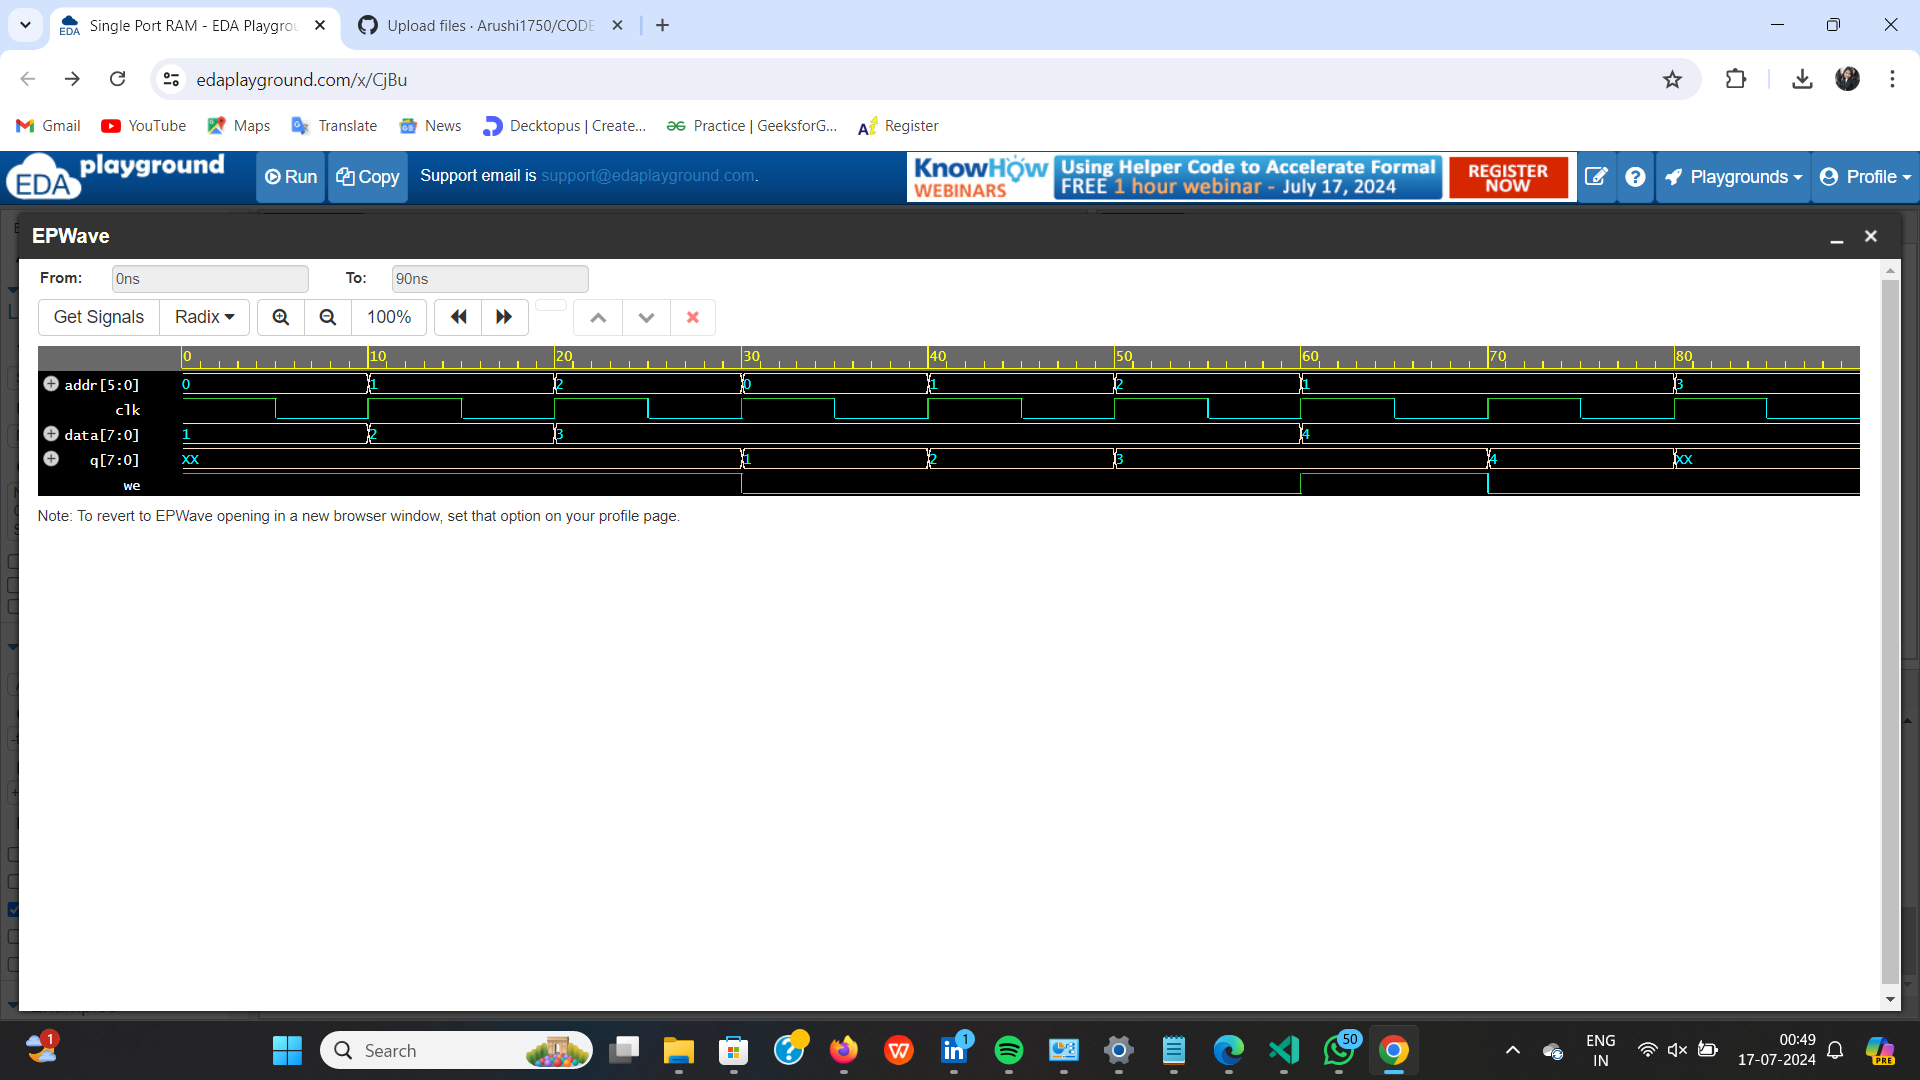 Single Port RAM - EDA Playgrou
Upload files · Arushi1750/CODE
edaplayground.com/x/CjBu
Gmail
YouTube
Maps
Translate
News
Decktopus | Create...
Practice | GeeksforG...
Register
EDA playground
Run
Copy
Support email is support@edaplayground.com.
KnowHow WEBINARS
Using Helper Code to Accelerate Formal
FREE 1 hour webinar - July 17, 2024
REGISTER NOW
Playgrounds
Profile
EPWave
From:
0ns
To:
90ns
Get Signals
Radix
100%
0 10 20 30 40 50 60 70 80
addr[5:0] 0 1 2 0 1 2 1 3
clk
data[7:0] 1 2 3 4
q[7:0] XX 1 2 3 4 XX
we
Note: To revert to EPWave opening in a new browser window, set that option on your profile page.
1
Search
1
50
ENG
IN
00:49
17-07-2024
PRE